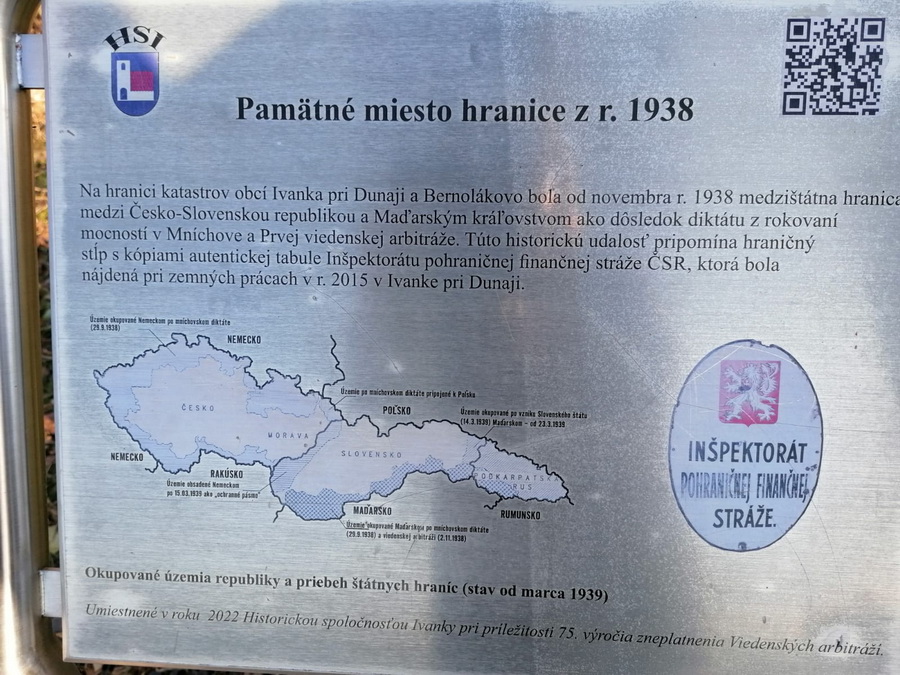 HSI
Pamätné miesto hranice z r. 1938
Na hranici katastrov obcí Ivanka pri Dunaji a Bernolákovo bola od novembra r. 1938 medzištátna hranica
medzi Česko-Slovenskou republikou a Maďarským kráľovstvom ako dôsledok diktátu z rokovaní
mocností v Mníchove a Prvej viedenskej arbitráže. Túto historickú udalosť pripomína hraničný
stĺp s kópiami autentickej tabule Inšpektorátu pohraničnej finančnej stráže ČSR, ktorá bola
nájdená pri zemných prácach v r. 2015 v Ivanke pri Dunaji.
Územie okupované Nemeckom po mníchovskom diktáte
(29.9.1938)
NEMECKO
Územie po mníchovskom diktáte pripojené k Poľsku
POĽSKO
Územie okupované po vzniku Slovenského štátu
(14.3.1939) Maďarskom - od 23.3.1939
ČESKO
MORAVA
SLOVENSKO
PODKARPATSKÁ
RUS
NEMECKO
RAKÚSKO
Územie obsadené Nemeckom
po 15.03.1939 ako „ochranné pásmo"
MAĎARSKO
RUMUNSKO
Územie okupované Maďarskom po mníchovskom diktáte
(29.9.1938) a viedenskej arbitráži (2.11.1938)
INŠPEKTORÁT
POHRANIČNEJ FINANČNEJ
STRÁŽE.
Okupované územia republiky a priebeh štátnych hraníc (stav od marca 1939)
Umiestnené v roku 2022 Historickou spoločnosťou Ivanky pri príležitosti 75. výročia zneplatnenia Viedenských arbitráží.